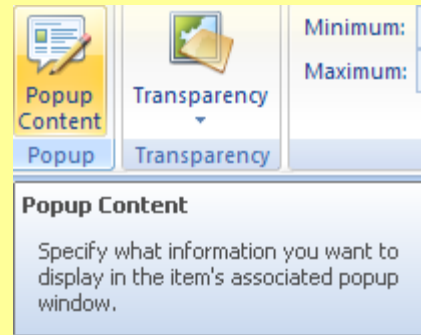 Popup
Content
Popup
Transparency
Transparency
Minimum:
Maximum:
Popup Content
Specify what information you want to
display in the item's associated popup
window.